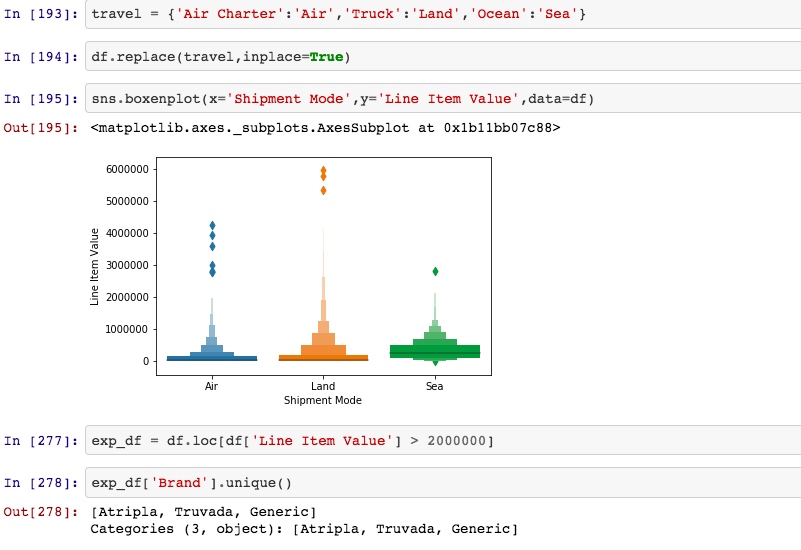 In [193]: travel = {'Air Charter':'Air','Truck':'Land','Ocean':'Sea'}
In [194]: df.replace(travel,inplace=True)
In [195]: sns.boxenplot(x='Shipment Mode',y='Line Item Value',data=df)
Out[195]: <matplotlib.axes._subplots.AxesSubplot at 0x1b11bb07c88>
6000000
5000000
4000000
3000000
2000000
1000000
0
Line Item Value
Air Land Sea
Shipment Mode
In [277]: exp_df = df.loc[df['Line Item Value'] > 2000000]
In [278]: exp_df['Brand'].unique()
Out[278]: [Atripla, Truvada, Generic]
Categories (3, object): [Atripla, Truvada, Generic]